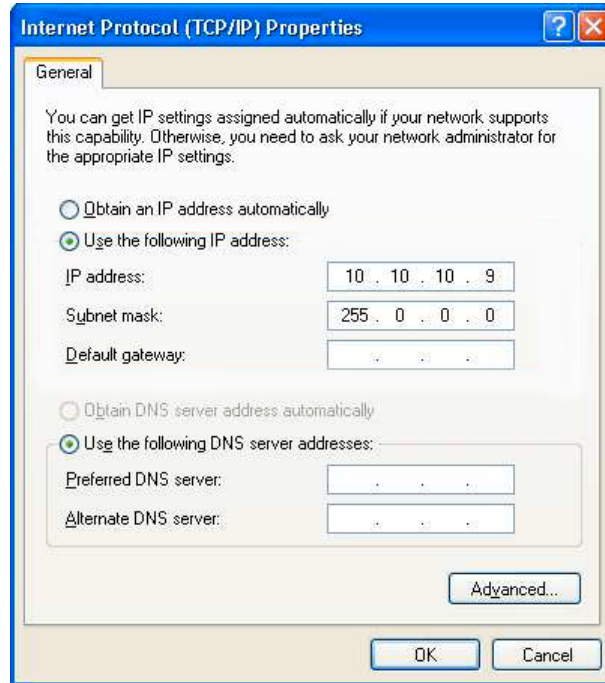 Internet Protocol (TCP/IP) Properties
General
You can get IP settings assigned automatically if your network supports
this capability. Otherwise, you need to ask your network administrator for
the appropriate IP settings.
Obtain an IP address automatically
Use the following IP address:
IP address: 10 . 10 . 10 . 9
Subnet mask: 255 . 0 . 0 . 0
Default gateway: . . .
Obtain DNS server address automatically
Use the following DNS server addresses:
Preferred DNS server: . . .
Alternate DNS server: . . .
Advanced...
OK Cancel